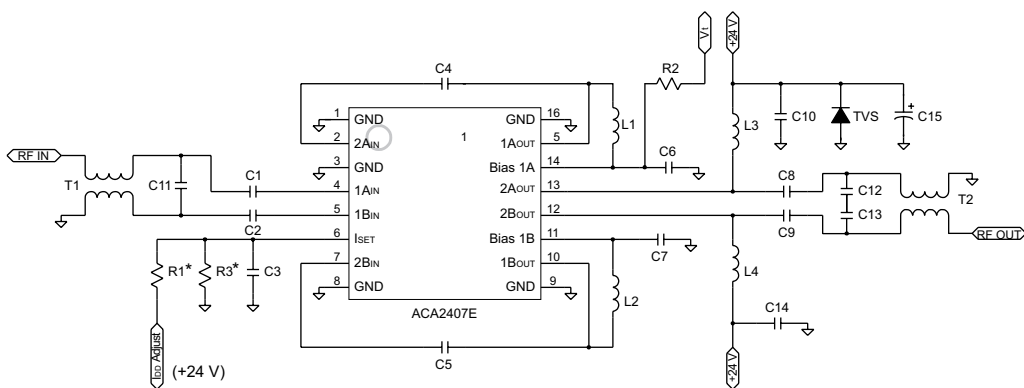 Vt
+24 V
C4
R2
1
GND
GND
16
C10
TVS
+
C15
2
2AIN
1
1AOUT
5
L1
L3
RF IN
3
GND
Bias 1A
14
C6
T1
C11
C1
4
1AIN
2AOUT
13
C8
C12
T2
5
1BIN
2BOUT
12
C13
C2
C9
RF OUT
6
ISET
Bias 1B
11
R1*
R3*
C3
7
2BIN
1BOUT
10
C7
L4
8
GND
GND
9
L2
ACA2407E
C14
IDD Adjust
(+24 V)
C5
+24 V